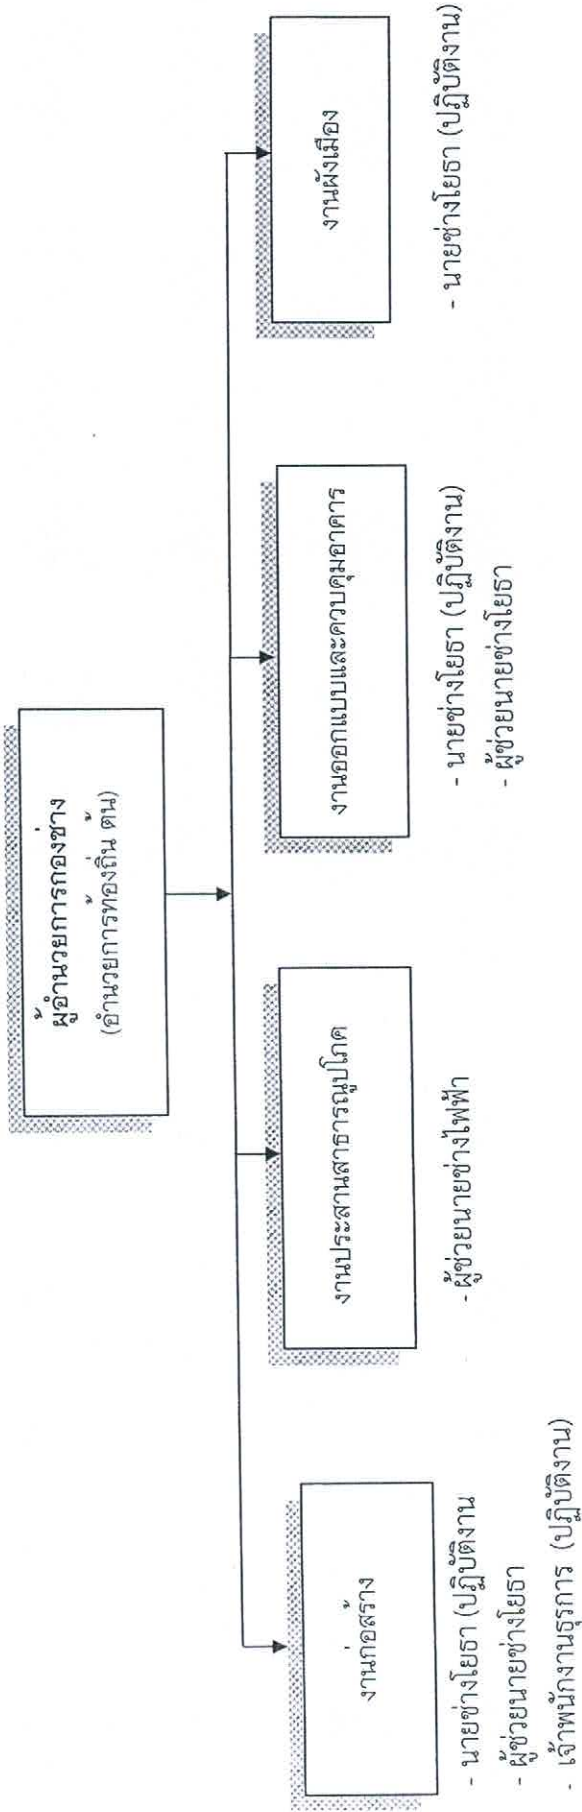 ผู้อำนวยการกองช่าง
(อำนวยการท้องถิ่น ต้น)
งานก่อสร้าง
- นายช่างโยธา (ปฏิบัติงาน
- ผู้ช่วยนายช่างโยธา
- เจ้าพนักงานธุรการ (ปฏิบัติงาน)
งานประสานสาธารณูปโภค
- ผู้ช่วยนายช่างไฟฟ้า
งานออกแบบและควบคุมอาคาร
- นายช่างโยธา (ปฏิบัติงาน)
- ผู้ช่วยนายช่างโยธา
งานผังเมือง
- นายช่างโยธา (ปฏิบัติงาน)